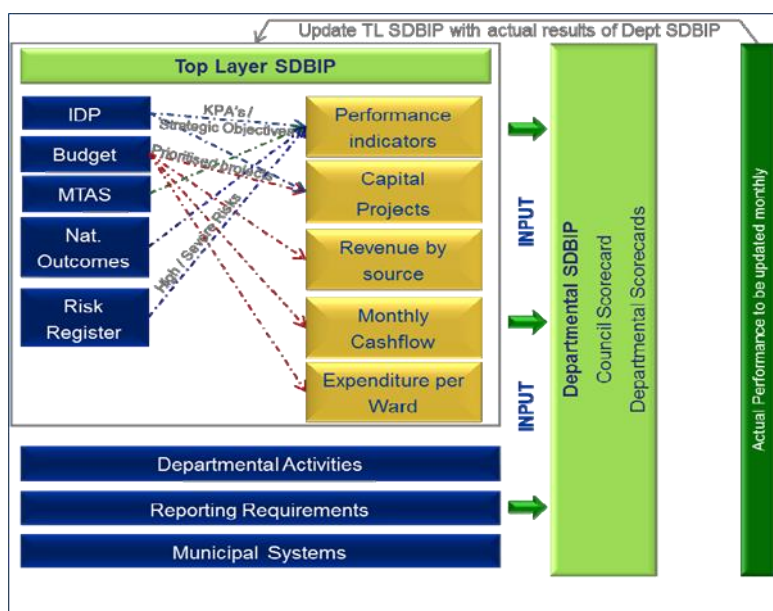 Update TL SDBIP with actual results of Dept SDBIP
Top Layer SDBIP
IDP
Budget
MTAS
Nat.
Outcomes
Risk
Register
KPA's /
Strategic Objectives
Prioritised projects
High / Severe Risks
Performance
indicators
Capital
Projects
Revenue by
source
Monthly
Cashflow
Expenditure per
Ward
INPUT
INPUT
Departmental SDBIP
Council Scorecard
Departmental Scorecards
Actual Performance to be updated monthly
Departmental Activities
Reporting Requirements
Municipal Systems